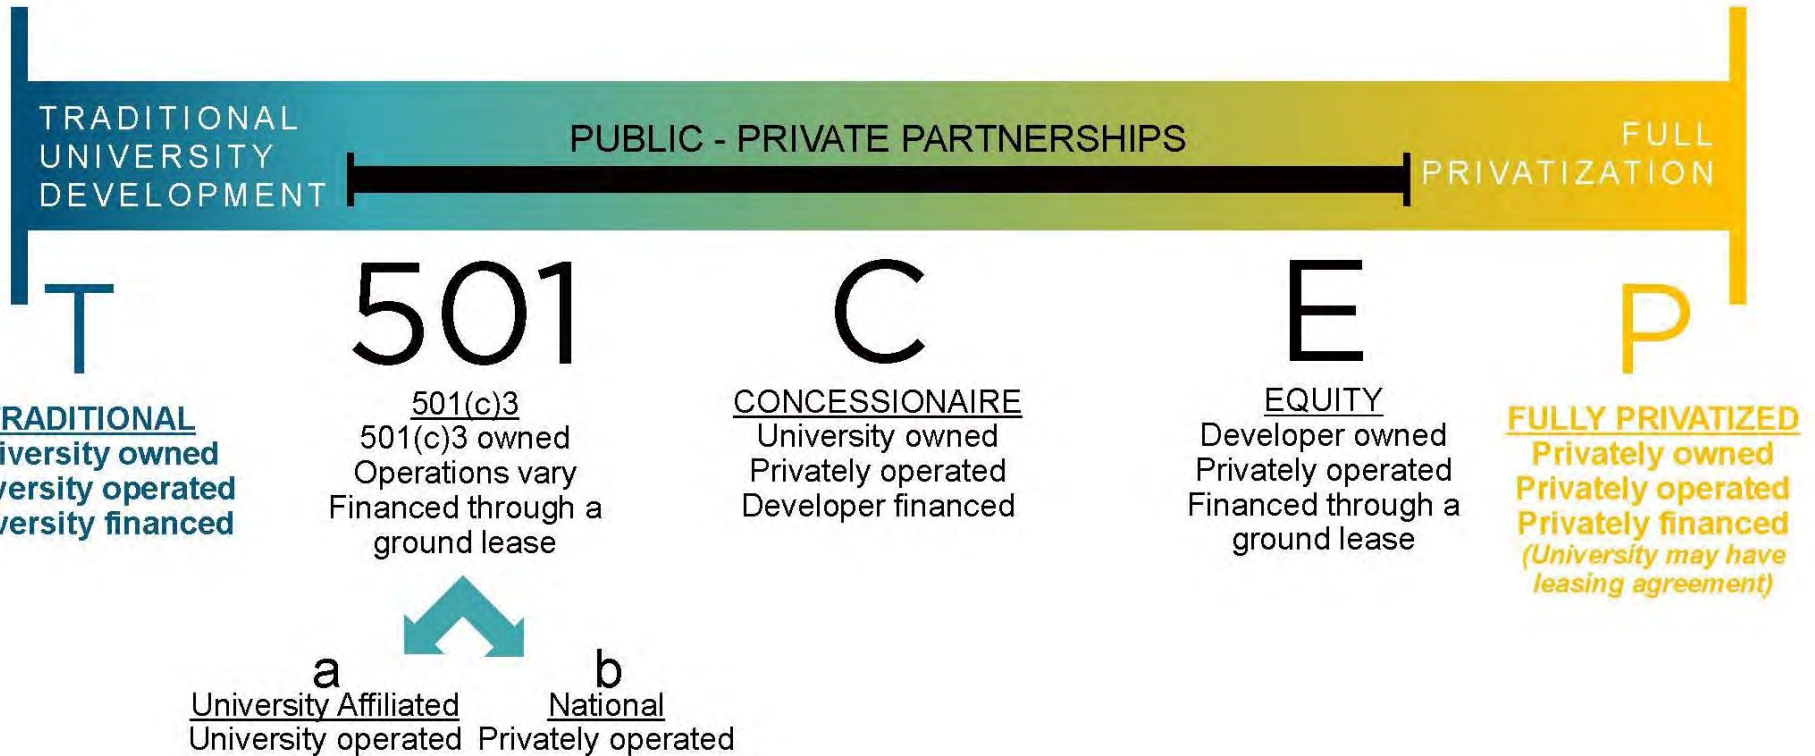 TRADITIONAL
UNIVERSITY
DEVELOPMENT
PUBLIC - PRIVATE PARTNERSHIPS
FULL
PRIVATIZATION
T
RADITIONAL
iversity owned
versity operated
versity financed
501
501(c)3
501(c)3 owned
Operations vary
Financed through a
ground lease
a
University Affiliated
University operated
b
National
Privately operated
C
CONCESSIONAIRE
University owned
Privately operated
Developer financed
E
EQUITY
Developer owned
Privately operated
Financed through a
ground lease
P
FULLY PRIVATIZED
Privately owned
Privately operated
Privately financed
(University may have
leasing agreement)